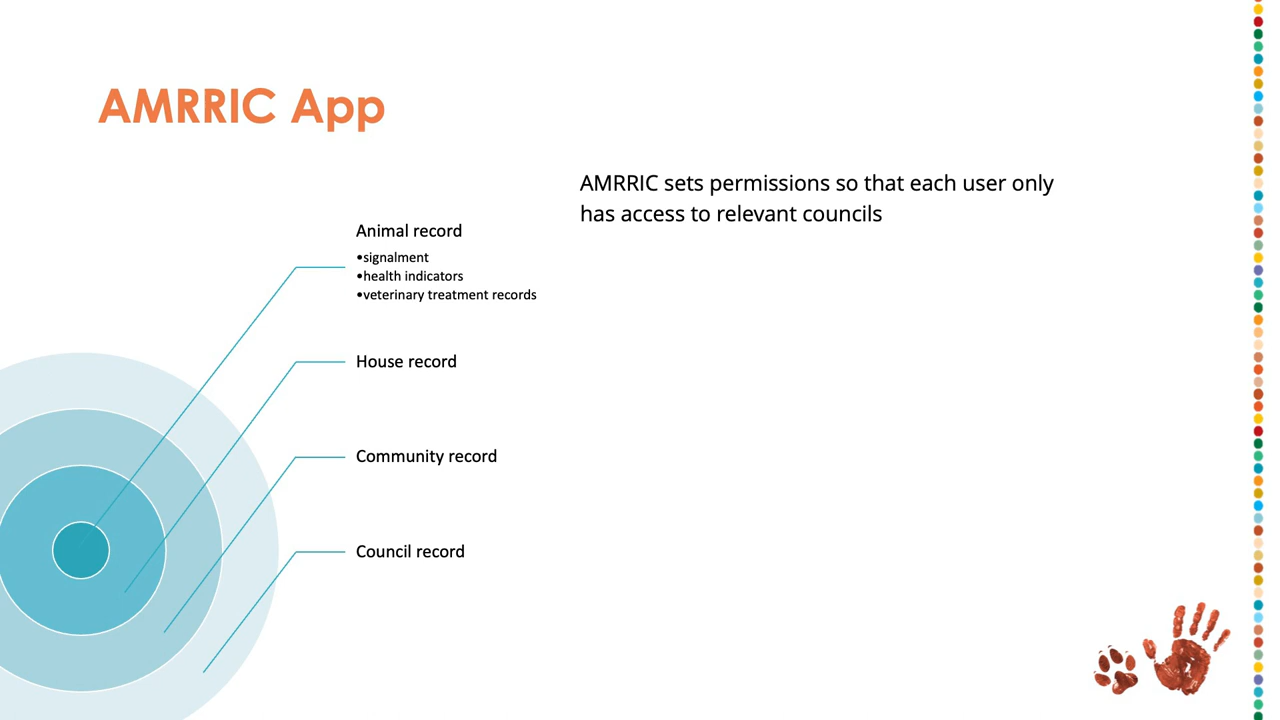 AMRRIC App
AMRRIC sets permissions so that each user only
has access to relevant councils
Animal record
•signalment
•health indicators
•veterinary treatment records
House record
Community record
Council record